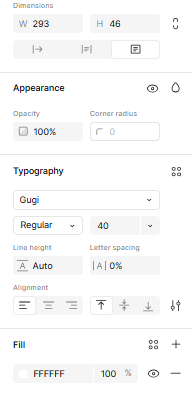 Dimensions
W 293 H 46
Appearance
Opacity Corner radius
100% 0
Typography
Gugi
Regular 40
Line height Letter spacing
A Auto |A| 0%
Alignment
Fill
FFFFFF 100 %